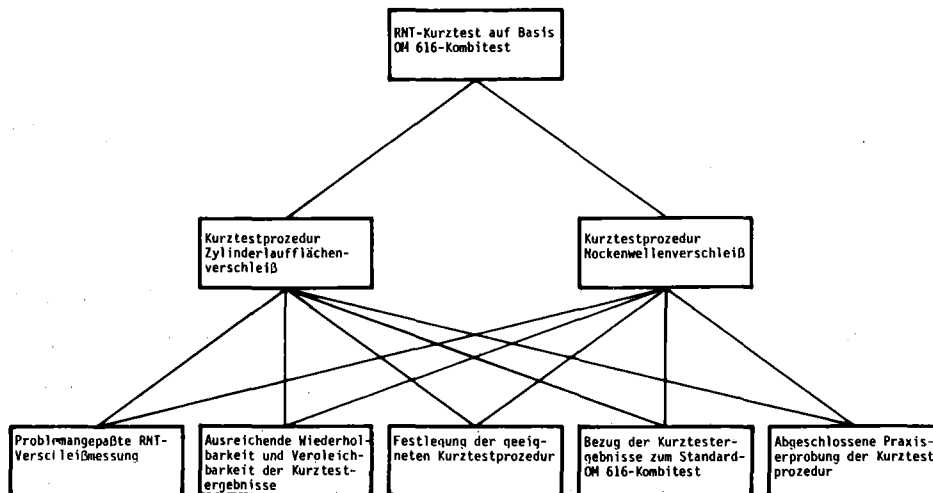 RNT-Kurztest auf Basis
OM 616-Kombitest
Kurztestprozedur
Zylinderlaufflächen-
verschleiß
Kurztestprozedur
Nockenwellenverschleiß
Problemangepaßte RNT-
Verschleißmessung
Ausreichende Wiederhol-
barkeit und Vergleich-
barkeit der Kurztest-
ergebnisse
Festlegung der geeig-
neten Kurztestprozedur
Bezug der Kurztester-
gebnisse zum Standard-
OM 616-Kombitest
Abgeschlossene Praxis-
erprobung der Kurztest
prozedur